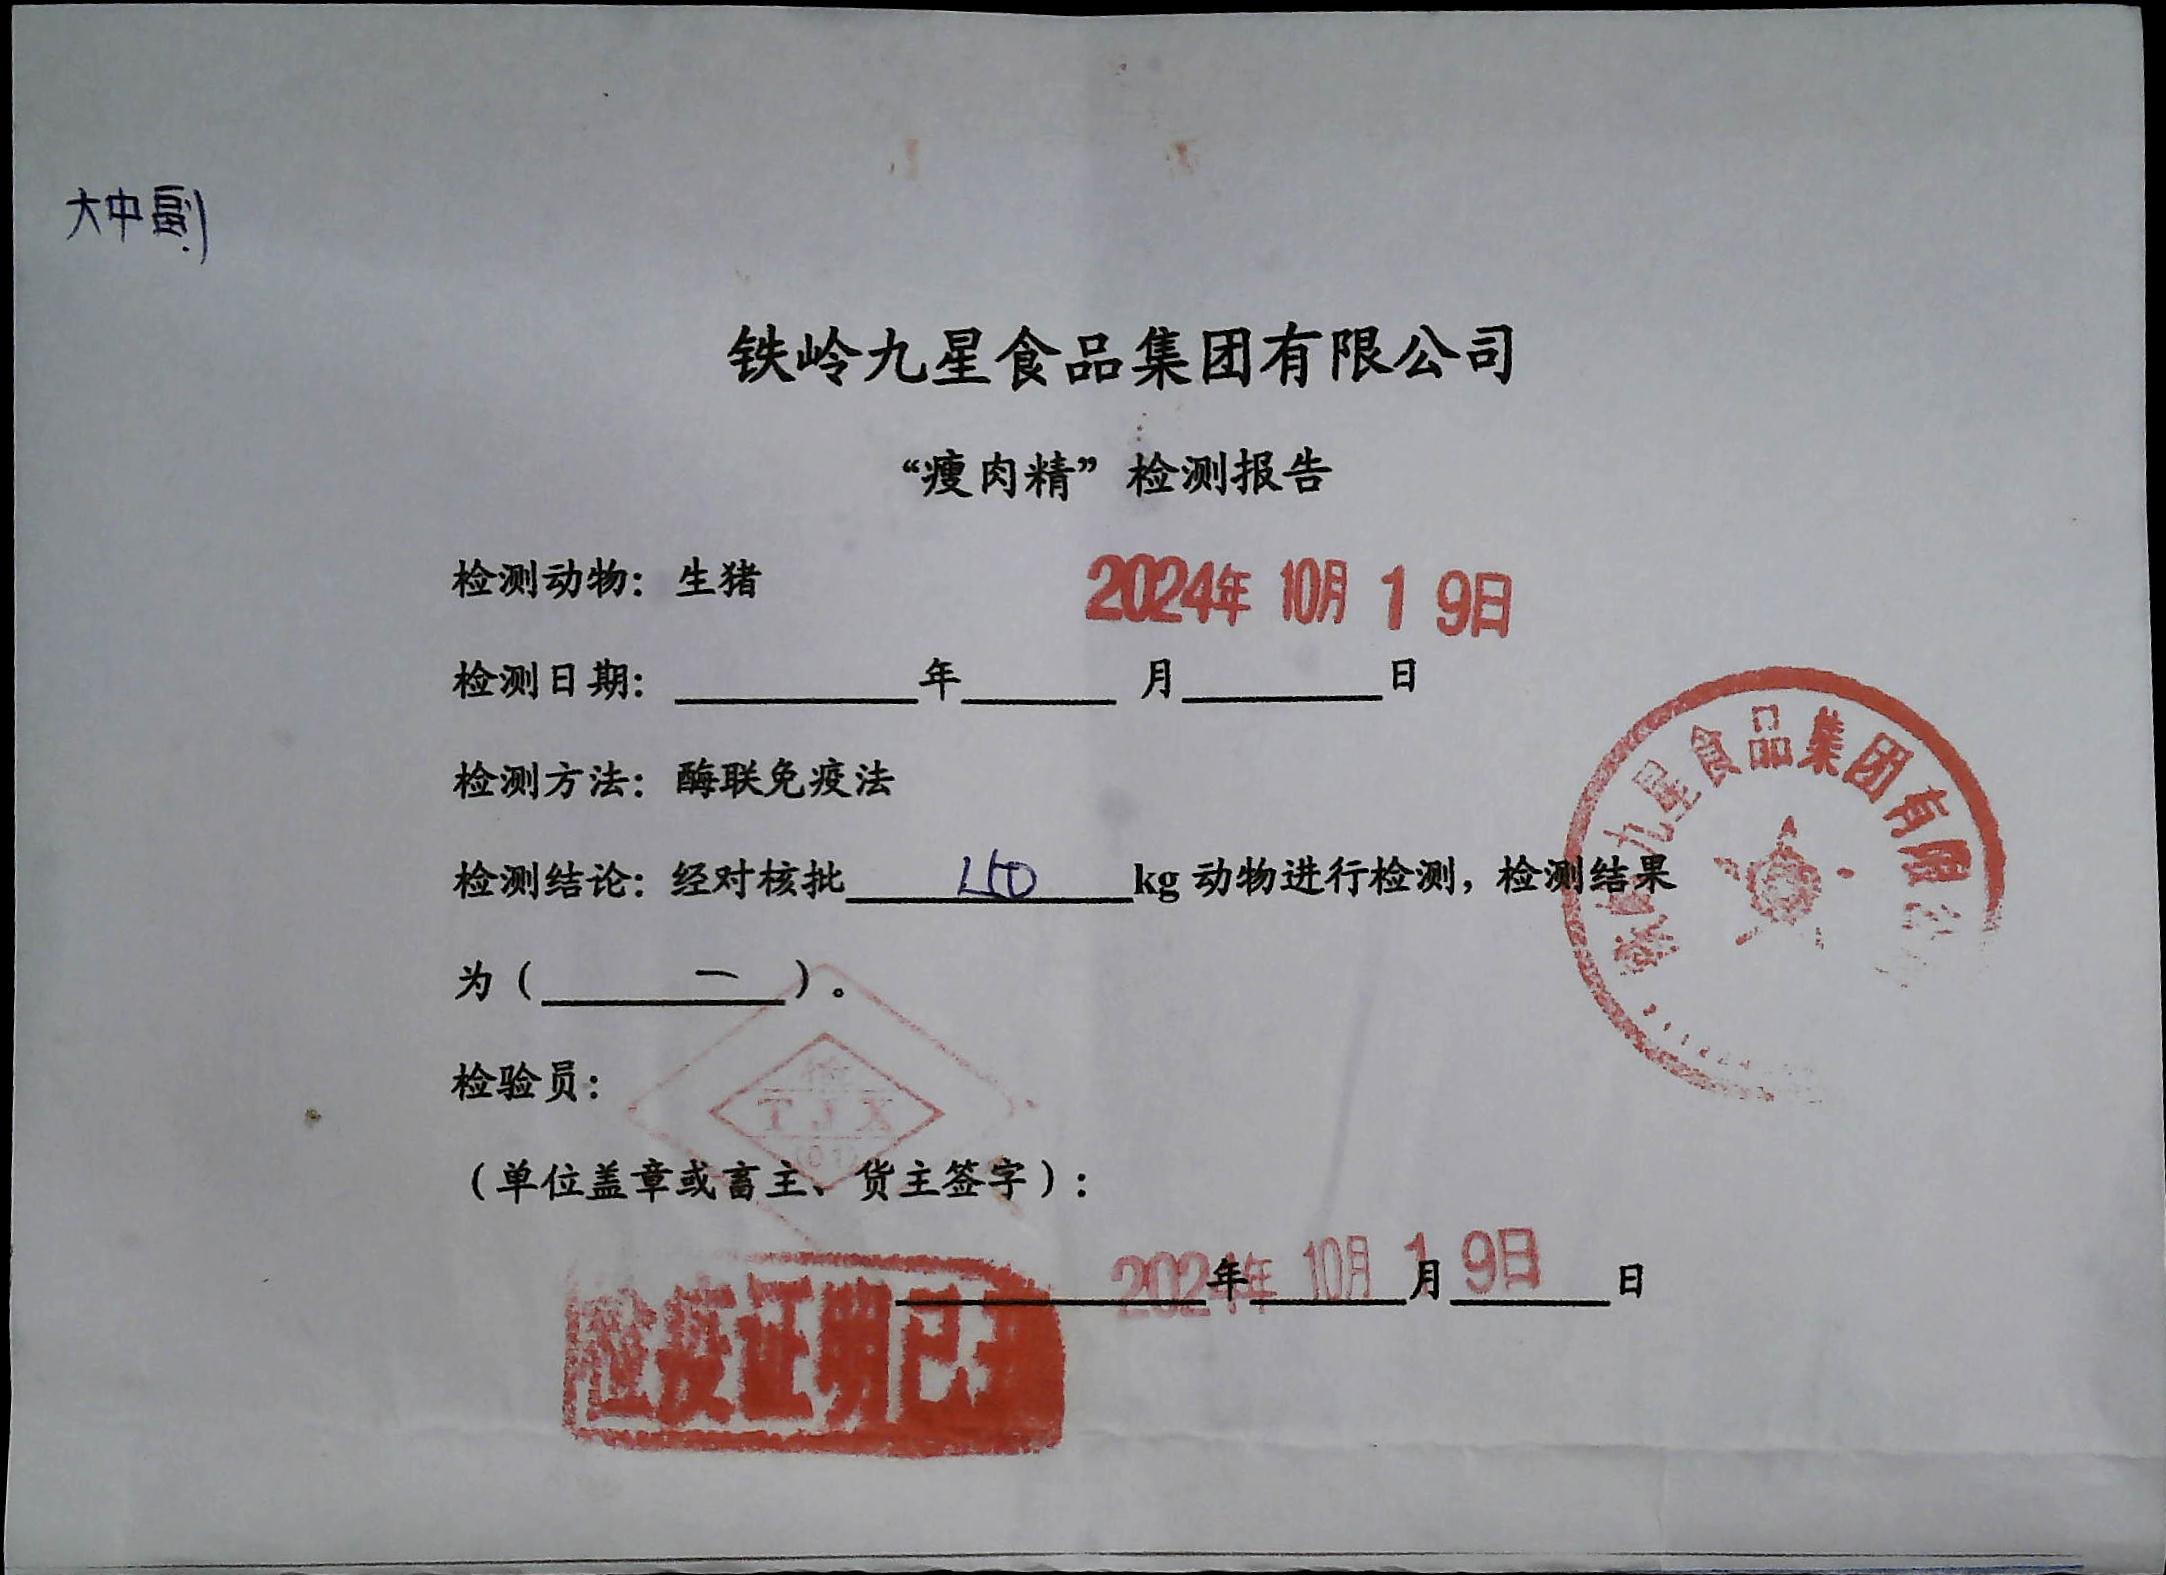 大中副
铁岭九星食品集团有限公司
“瘦肉精”检测报告
检测动物：生猪
2024年 10月 1 9日
检测日期：年 月 日
检测方法：酶联免疫法
检测结论：经对核批 kg 动物进行检测，检测结果
为（ 一 ）。
检验员：
（单位盖章或畜主、货主签字）：
2024年 10月 1 9日
年 月 日
九星食品集团有限公
检疫证明已开
XLT